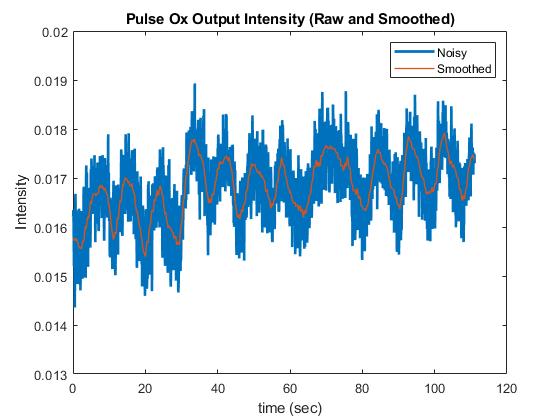 Pulse Ox Output Intensity (Raw and Smoothed)
0.02
0.019
0.018
0.017
0.016
0.015
0.014
0.013
Intensity
Noisy
Smoothed
0 20 40 60 80 100 120
time (sec)